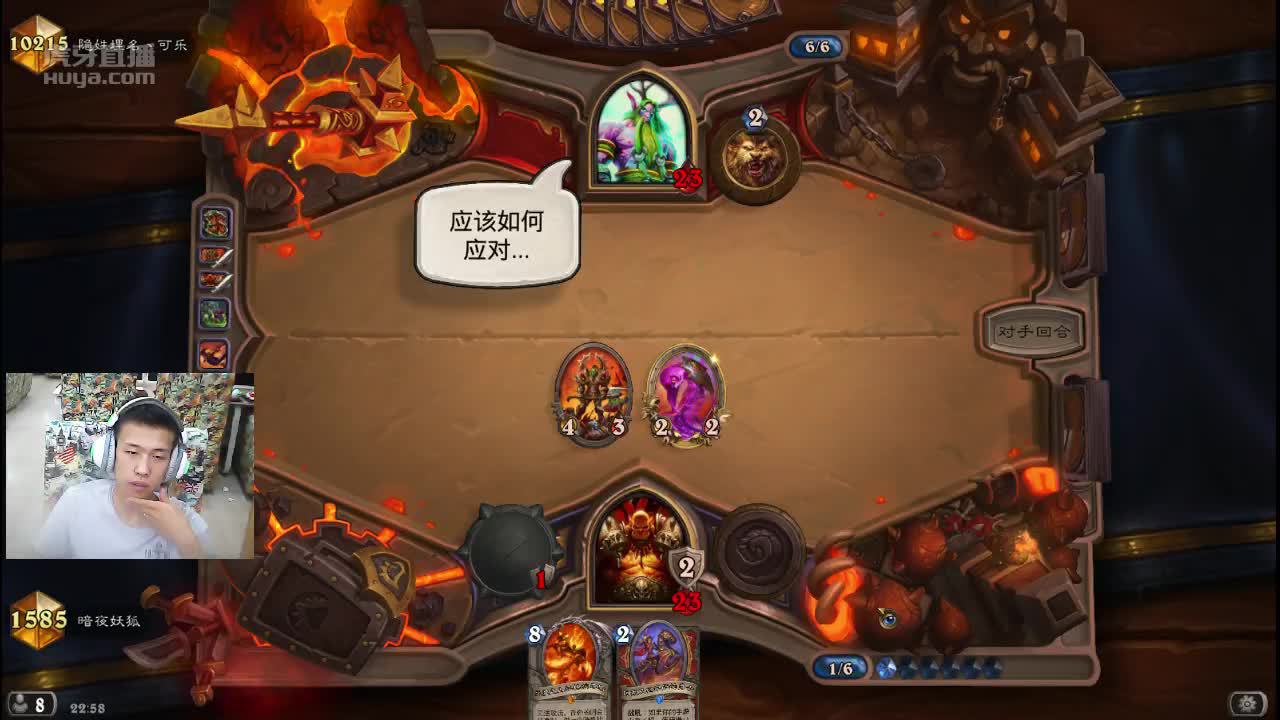 10215 隐姓埋名、可乐
虎牙直播
Huya.com
6/6
2
23
应该如何
应对...
对手回合
4 3
2 2
1
2
23
8
2
1585 暗夜妖狐
1/6
8 22:58